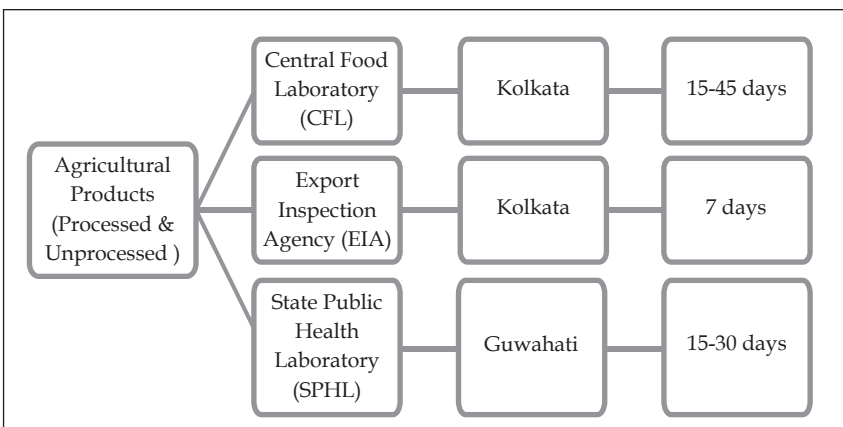 Agricultural
Products
(Processed &
Unprocessed )
Central Food
Laboratory
(CFL)
Kolkata
15-45 days
Export
Inspection
Agency (EIA)
Kolkata
7 days
State Public
Health
Laboratory
(SPHL)
Guwahati
15-30 days